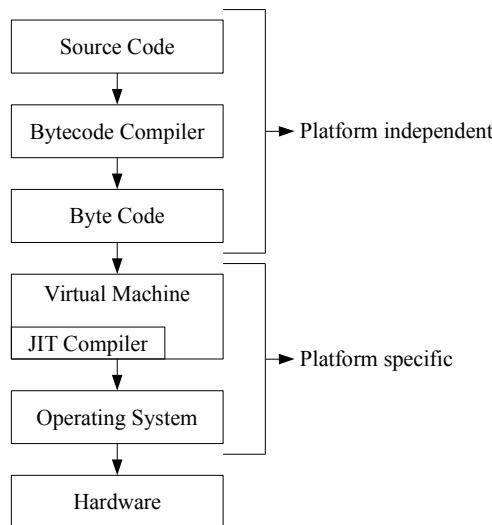 Source Code
Bytecode Compiler
Platform independent
Byte Code
Virtual Machine
JIT Compiler
Platform specific
Operating System
Hardware